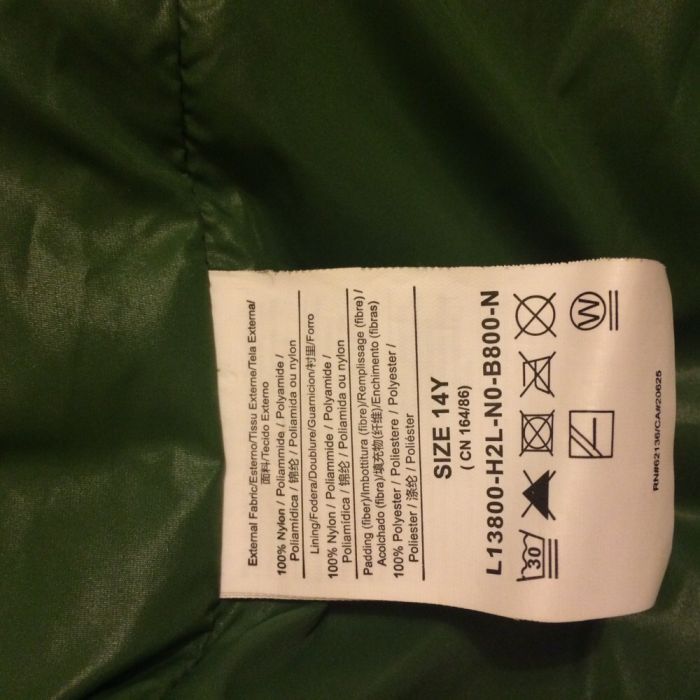 External Fabric/Esterno/Tissu Externe/Tela Externa/
面料/Tecido Externo
100% Nylon / Poliammide / Polyamide /
Poliamídica / 锦纶 / Poliamida ou nylon
Lining/Fodera/Doublure/Guarnicion/衬里/Forro
100% Nylon / Poliammide / Polyamide /
Poliamídica / 锦纶 / Poliamida ou nylon
Padding (fiber)/Imbottitura (fibre)/Remplissage (fibre) /
Acolchado (fibra)/填充物(纤维)/Enchimento (fibras)
100% Polyester / Poliestere / Polyester /
Poliester / 涤纶 / Poliéster
SIZE 14Y
( CN 164/86)
L13800-H2L-N0-B800-N
30
W
RN#62136/CA#20625